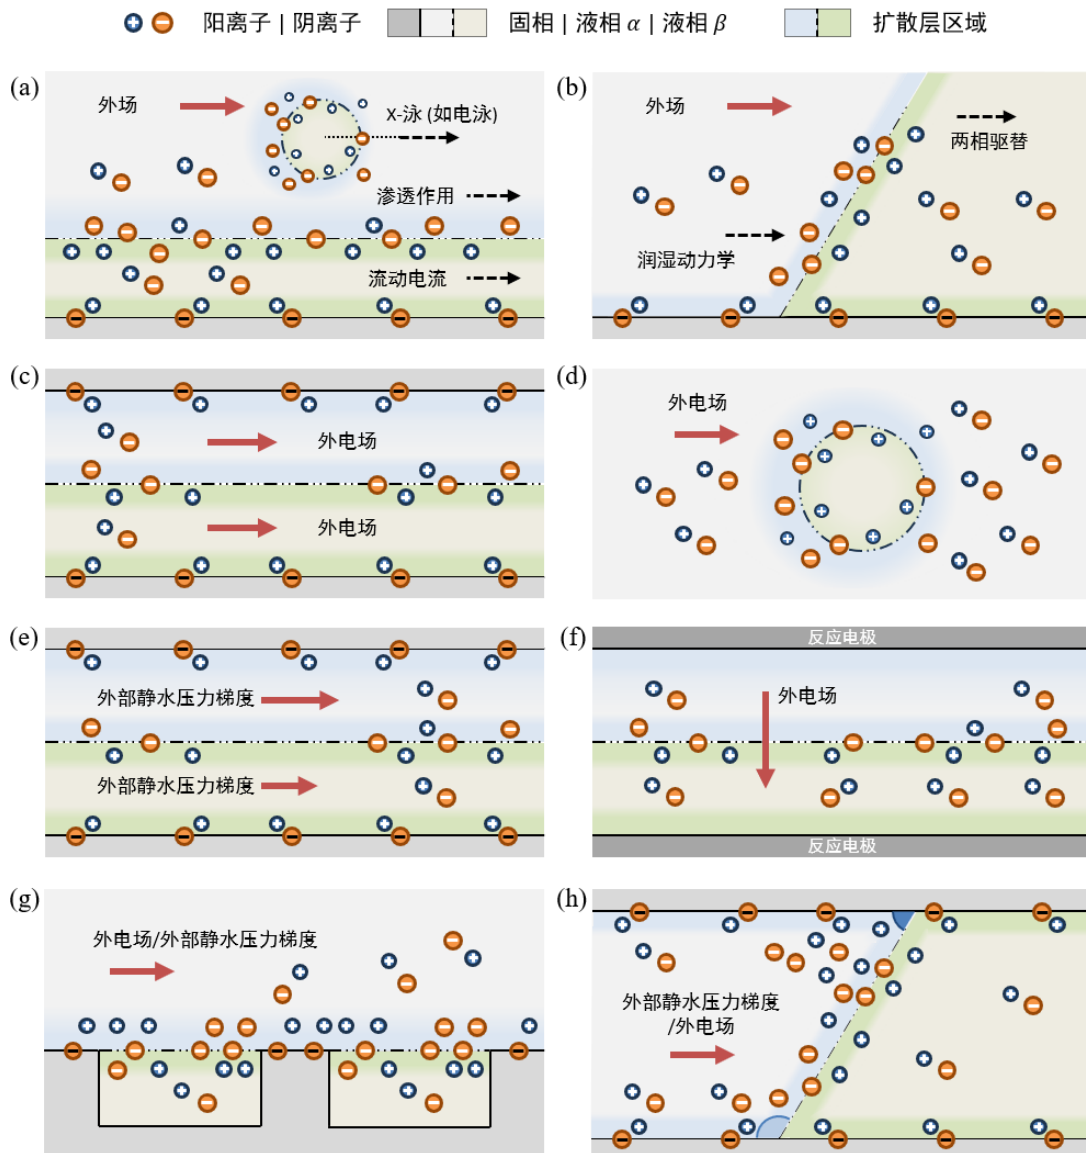 阳离子 | 阴离子 固相 | 液相 α | 液相 β 扩散层区域
(a)
外场
X-泳 (如电泳)
渗透作用
流动电流
(b)
外场
两相驱替
润湿动力学
(c)
外电场
外电场
(d)
外电场
(e)
外部静水压力梯度
外部静水压力梯度
(f)
反应电极
外电场
反应电极
(g)
外电场/外部静水压力梯度
(h)
外部静水压力梯度
/外电场